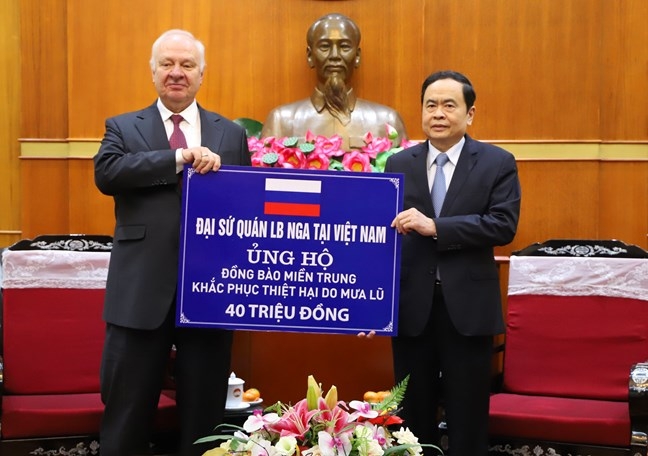 ĐẠI SỨ QUÁN LB NGA TẠI VIỆT NAM
ỦNG HỘ
ĐỒNG BÀO MIỀN TRUNG
KHẮC PHỤC THIỆT HẠI DO MƯA LŨ
40 TRIỆU ĐỒNG